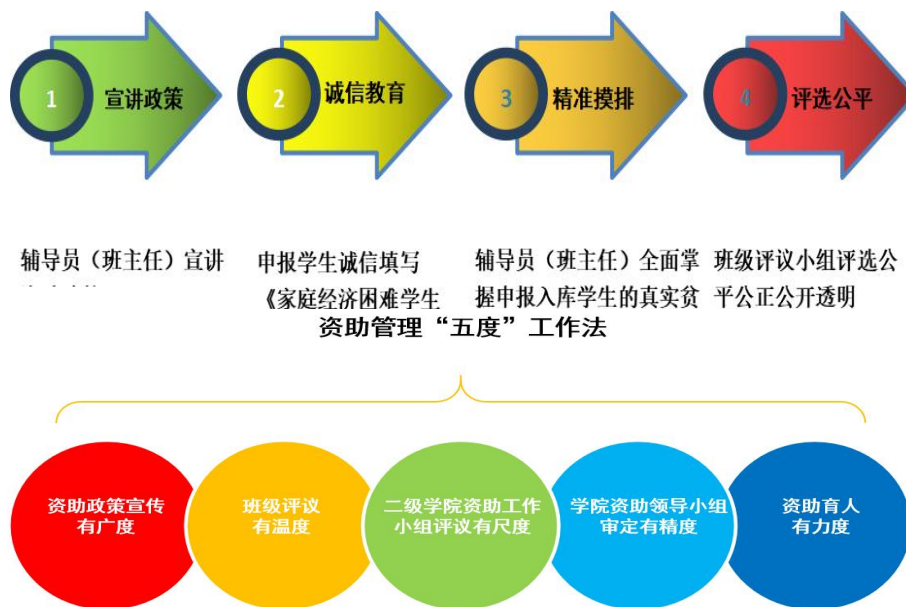 1
宣讲政策
2
诚信教育
3
精准摸排
4
评选公平
辅导员（班主任）宣讲
申报学生诚信填写
《家庭经济困难学生
辅导员（班主任）全面掌
握申报入库学生的真实贫
班级评议小组评选公
平公正公开透明
资助管理“五度”工作法
资助政策宣传
有广度
班级评议
有温度
二级学院资助工作
小组评议有尺度
学院资助领导小组
审定有精度
资助育人
有力度